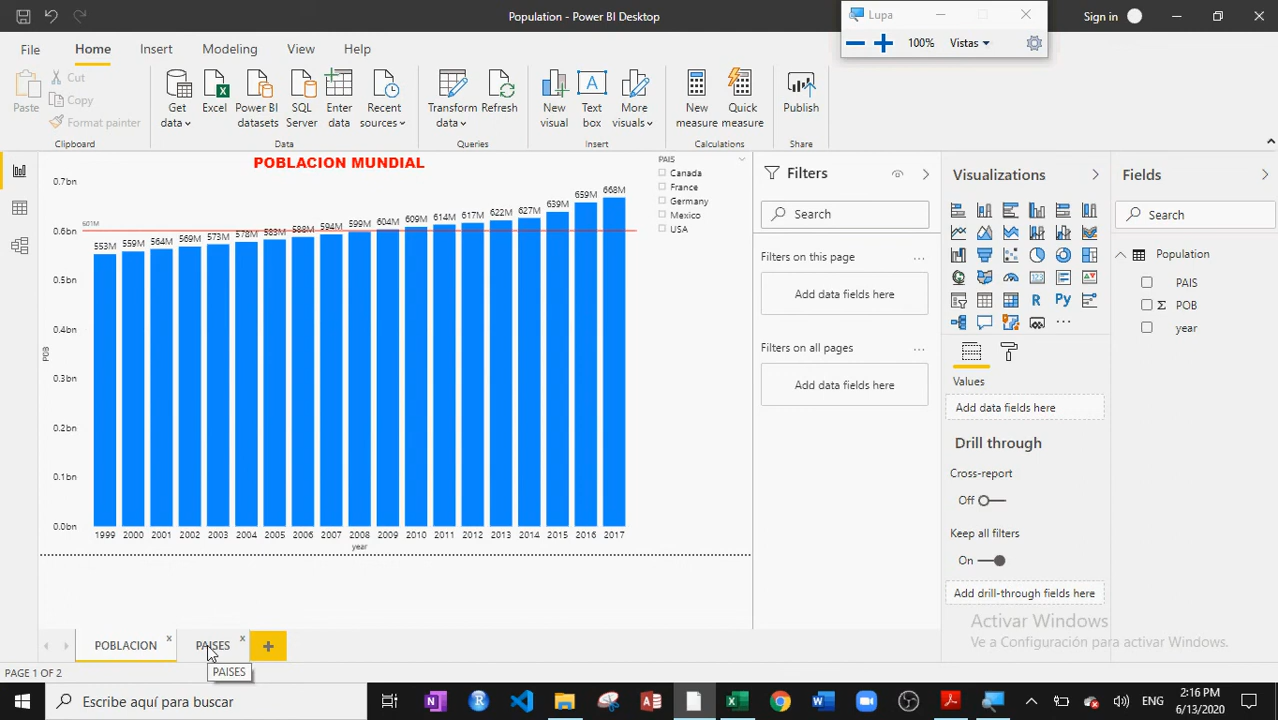 Population - Power BI Desktop
Lupa
Sign in
100%
Vistas
File
Home
Insert
Modeling
View
Help
Paste
Cut
Copy
Format painter
Clipboard
Get data
Excel
Power BI datasets
SQL Server
Enter data
Recent sources
Data
Transform data
Refresh
Queries
New visual
Text box
More visuals
Insert
New measure
Quick measure
Calculations
Publish
Share
POBLACION MUNDIAL
0.7bn
0.6bn
0.5bn
0.4bn
0.3bn
0.2bn
0.1bn
0.0bn
POB
601M
553M
559M
564M
569M
573M
578M
583M
588M
594M
599M
604M
609M
614M
617M
622M
627M
639M
659M
668M
1999
2000
2001
2002
2003
2004
2005
2006
2007
2008
2009
2010
2011
2012
2013
2014
2015
2016
2017
year
PAIS
Canada
France
Germany
Mexico
USA
Filters
Search
Filters on this page
Add data fields here
Filters on all pages
Add data fields here
Visualizations
R
Py
Values
Add data fields here
Drill through
Cross-report
Off
Keep all filters
On
Add drill-through fields here
Fields
Search
Population
PAIS
Σ POB
year
Activar Windows
Ve a Configuración para activar Windows.
POBLACION
PAISES
PAISES
PAGE 1 OF 2
Escribe aquí para buscar
ENG
2:16 PM
6/13/2020